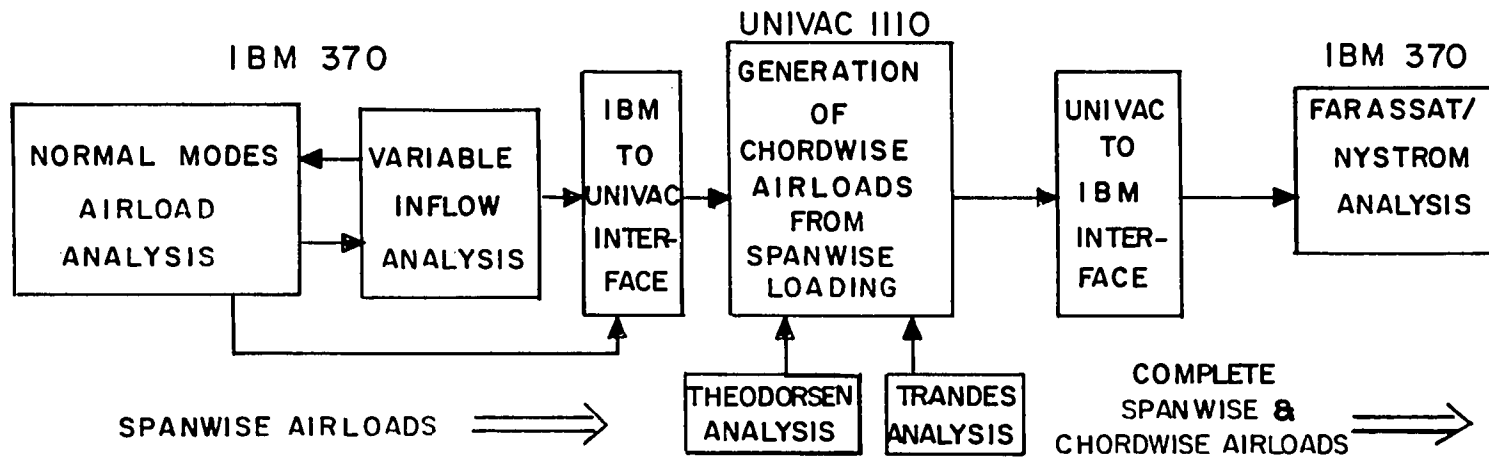 IBM 370
NORMAL MODES
AIRLOAD
ANALYSIS
VARIABLE
INFLOW
ANALYSIS
IBM
TO
UNIVAC
INTER-
FACE
UNIVAC 1110
GENERATION
OF
CHORDWISE
AIRLOADS
FROM
SPANWISE
LOADING
THEODORSEN
ANALYSIS
TRANDES
ANALYSIS
UNIVAC
TO
IBM
INTER-
FACE
IBM 370
FARASSAT/
NYSTROM
ANALYSIS
SPANWISE AIRLOADS
COMPLETE
SPANWISE &
CHORDWISE AIRLOADS